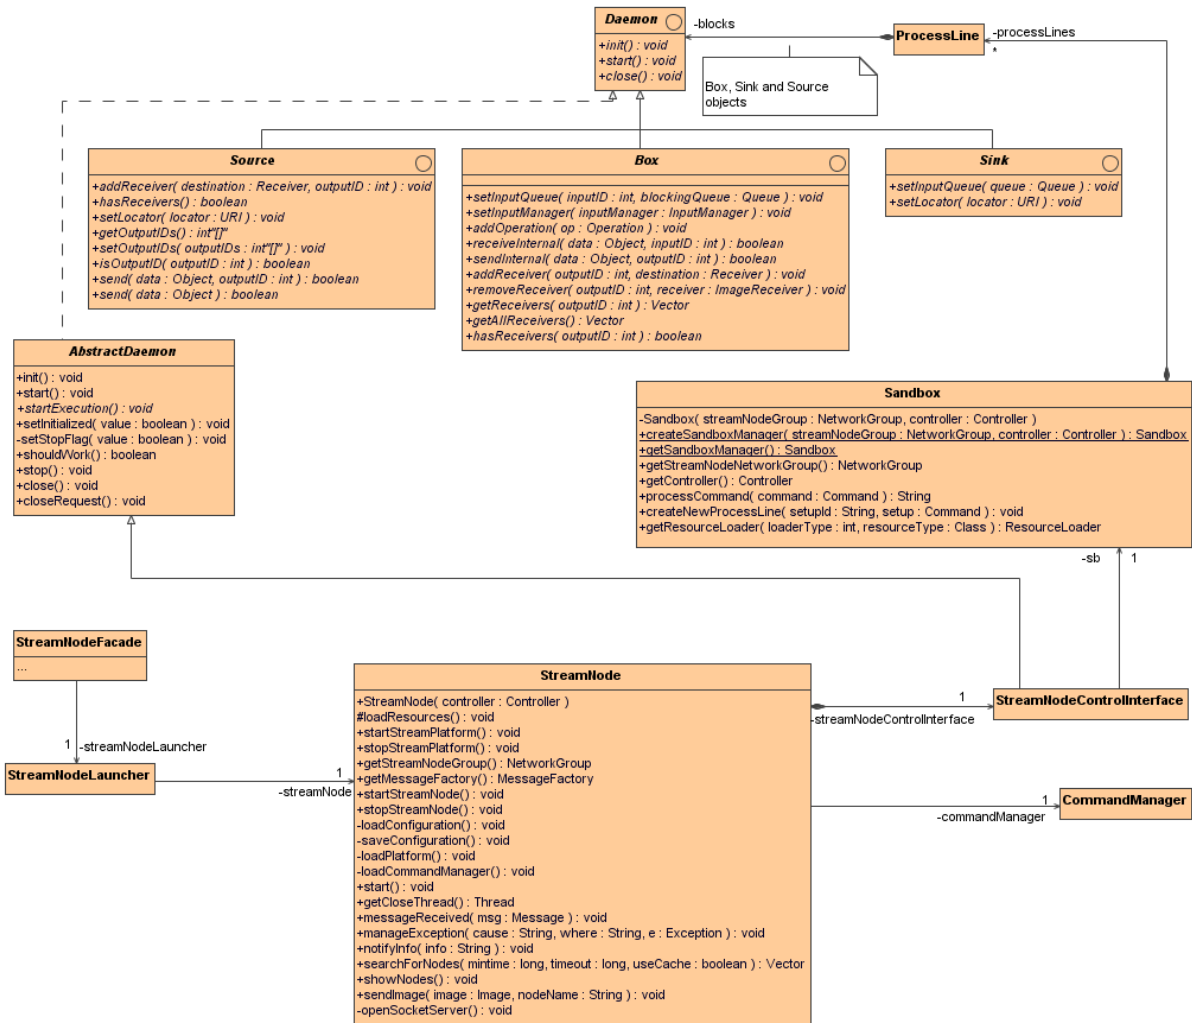 Daemon
+init() : void
+start() : void
+close() : void
-blocks
ProcessLine
-processLines
*
Box, Sink and Source
objects
Source
+addReceiver( destination : Receiver, outputID : int ) : void
+hasReceivers() : boolean
+setLocator( locator : URI ) : void
+getOutputIDs() : int"[]"
+setOutputIDs( outputIDs : int"[]" ) : void
+isOutputID( outputID : int ) : boolean
+send( data : Object, outputID : int ) : boolean
+send( data : Object ) : boolean
Box
+setInputQueue( inputID : int, blockingQueue : Queue ) : void
+setInputManager( inputManager : InputManager ) : void
+addOperation( op : Operation ) : void
+receiveInternal( data : Object, inputID : int ) : boolean
+sendInternal( data : Object, outputID : int ) : boolean
+addReceiver( outputID : int, destination : Receiver ) : void
+removeReceiver( outputID : int, receiver : ImageReceiver ) : void
+getReceivers( outputID : int ) : Vector
+getAllReceivers() : Vector
+hasReceivers( outputID : int ) : boolean
Sink
+setInputQueue( queue : Queue ) : void
+setLocator( locator : URI ) : void
AbstractDaemon
+init() : void
+start() : void
+startExecution() : void
+setInitialized( value : boolean ) : void
-setStopFlag( value : boolean ) : void
+shouldWork() : boolean
+stop() : void
+close() : void
+closeRequest() : void
Sandbox
-Sandbox( streamNodeGroup : NetworkGroup, controller : Controller )
+createSandboxManager( streamNodeGroup : NetworkGroup, controller : Controller ) : Sandbox
+getSandboxManager() : Sandbox
+getStreamNodeNetworkGroup() : NetworkGroup
+getController() : Controller
+processCommand( command : Command ) : String
+createNewProcessLine( setupId : String, setup : Command ) : void
+getResourceLoader( loaderType : int, resourceType : Class ) : ResourceLoader
-sb
1
StreamNodeFacade
...
1
-streamNodeLauncher
StreamNodeLauncher
1
-streamNode
StreamNode
+StreamNode( controller : Controller )
#loadResources() : void
+startStreamPlatform() : void
+stopStreamPlatform() : void
+getStreamNodeGroup() : NetworkGroup
+getMessageFactory() : MessageFactory
+startStreamNode() : void
+stopStreamNode() : void
-loadConfiguration() : void
-saveConfiguration() : void
-loadPlatform() : void
-loadCommandManager() : void
+start() : void
+getCloseThread() : Thread
+messageReceived( msg : Message ) : void
+manageException( cause : String, where : String, e : Exception ) : void
+notifyInfo( info : String ) : void
+searchForNodes( mintime : long, timeout : long, useCache : boolean ) : Vector
+showNodes() : void
+sendImage( image : Image, nodeName : String ) : void
-openSocketServer() : void
1
-streamNodeControlInterface
StreamNodeControlInterface
1
-commandManager
CommandManager